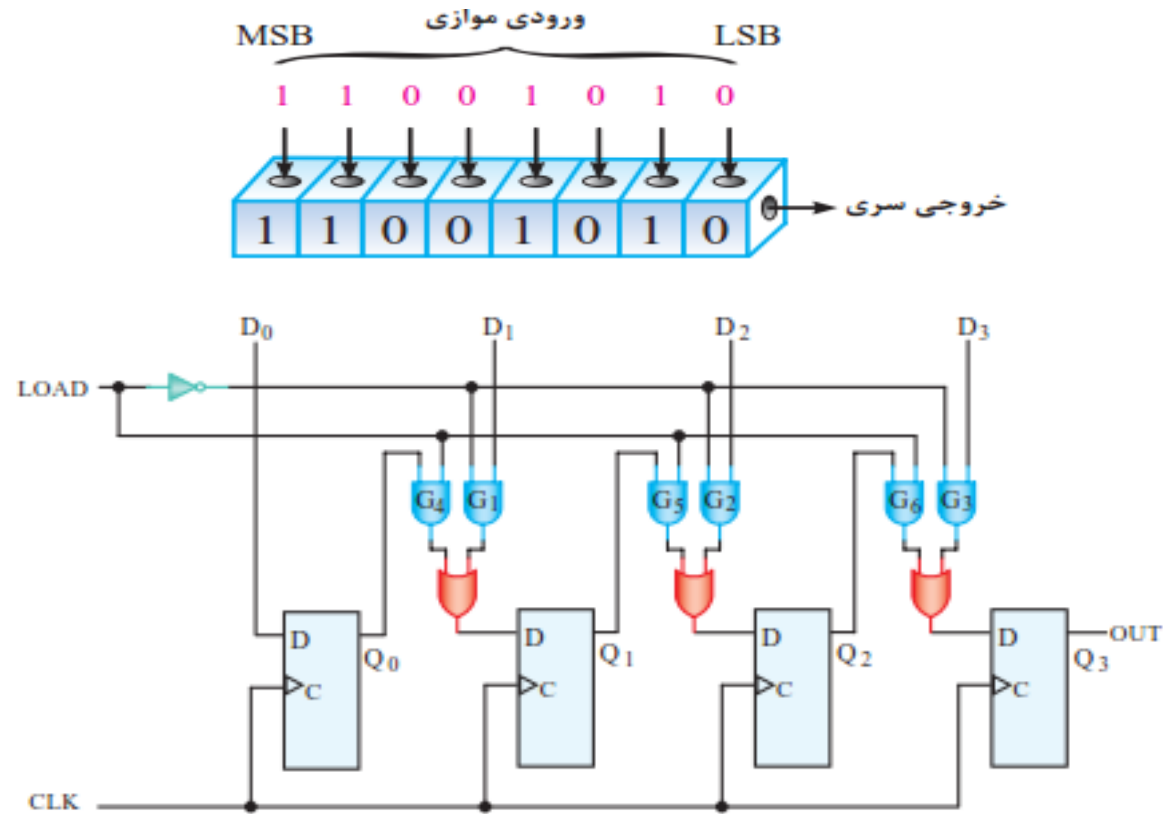 ورودی موازی
MSB LSB
1 1 0 0 1 0 1 0
1 1 0 0 1 0 1 0
خروجی سری
D0 D1 D2 D3
LOAD
G4 G1 G5 G2 G6 G3
D D D D
Q0 Q1 Q2 Q3 OUT
C C C C
CLK